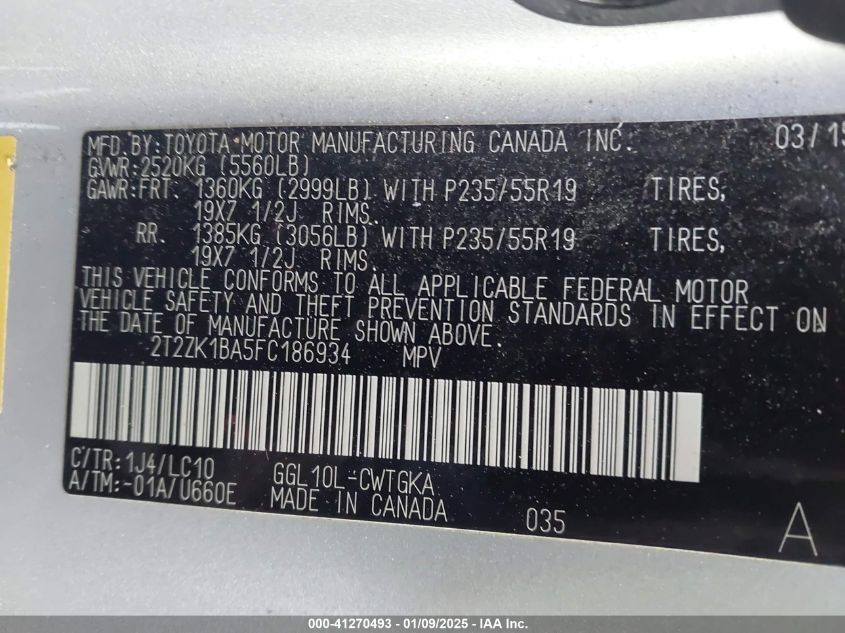 MFD.BY:TOYOTA MOTOR MANUFACTURING CANADA INC. 03/15
GVWR:2520KG (5560LB)
GAWR:FRT. 1360KG (2999LB) WITH P235/55R19 TIRES,
19X7 1/2J RIMS.
RR. 1385KG (3056LB) WITH P235/55R19 TIRES,
19X7 1/2J RIMS.
THIS VEHICLE CONFORMS TO ALL APPLICABLE FEDERAL MOTOR
VEHICLE SAFETY AND THEFT PREVENTION STANDARDS IN EFFECT ON
THE DATE OF MANUFACTURE SHOWN ABOVE.
2T2ZK1BA5FC186934 MPV
C/TR:1J4/LC10 GGL10L-CWTGKA
A/TM:-01A/U660E MADE IN CANADA 035 A
000-41270493 - 01/09/2025 - IAA Inc.